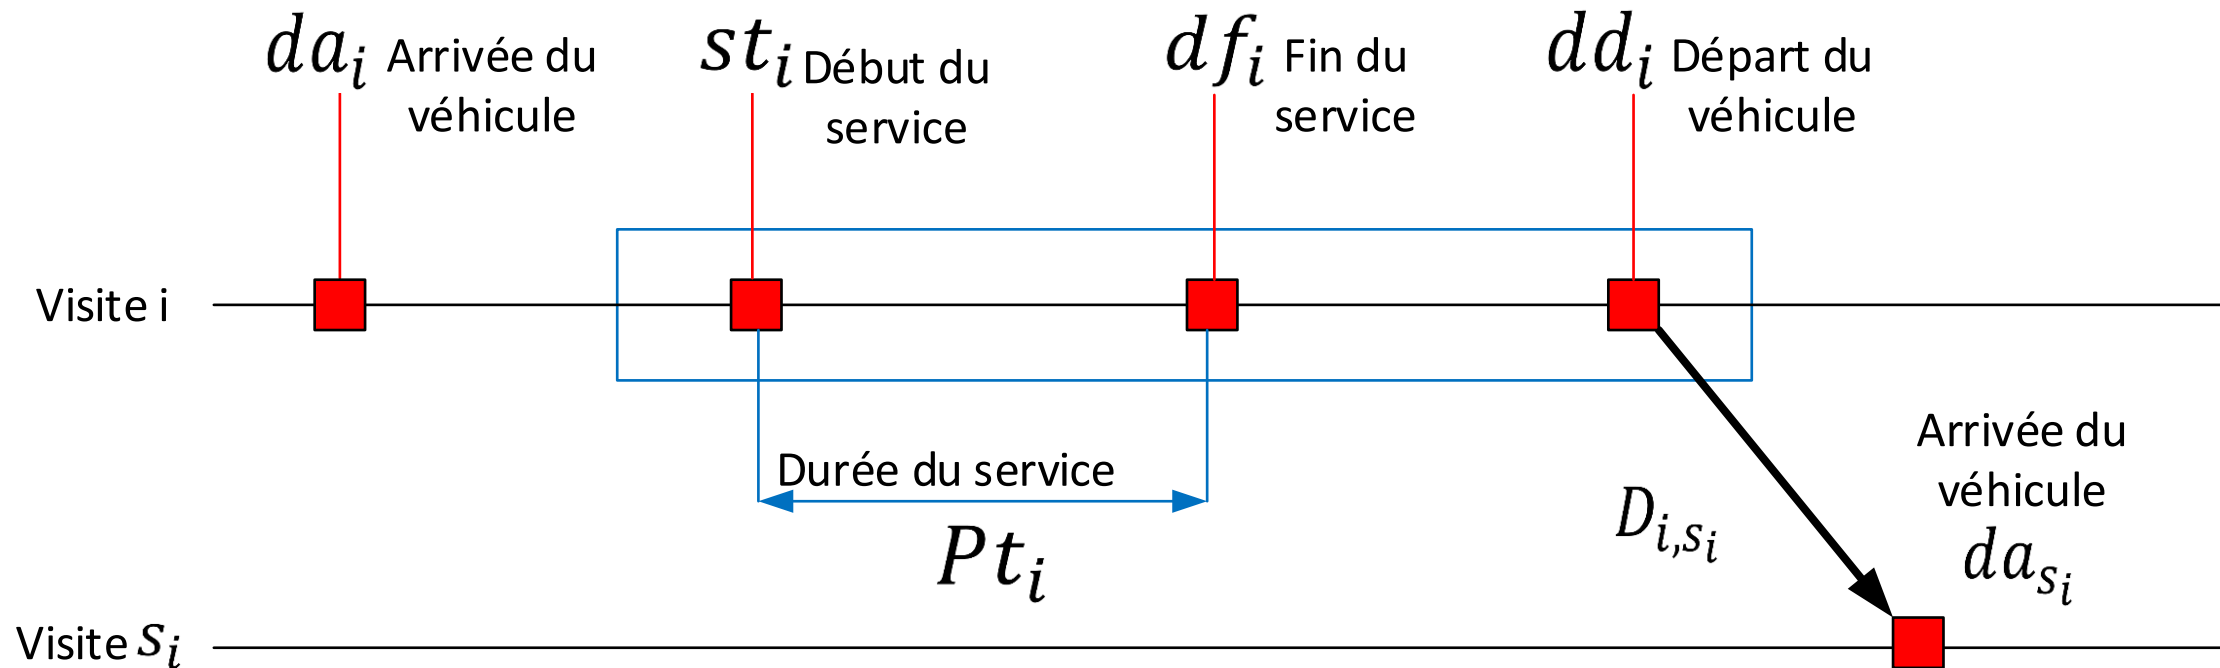 da_i Arrivée du
véhicule
st_i Début du
service
df_i Fin du
service
dd_i Départ du
véhicule
Visite i
Durée du service
Pt_i
D_{i,s_i}
Arrivée du
véhicule
da_{s_i}
Visite s_i